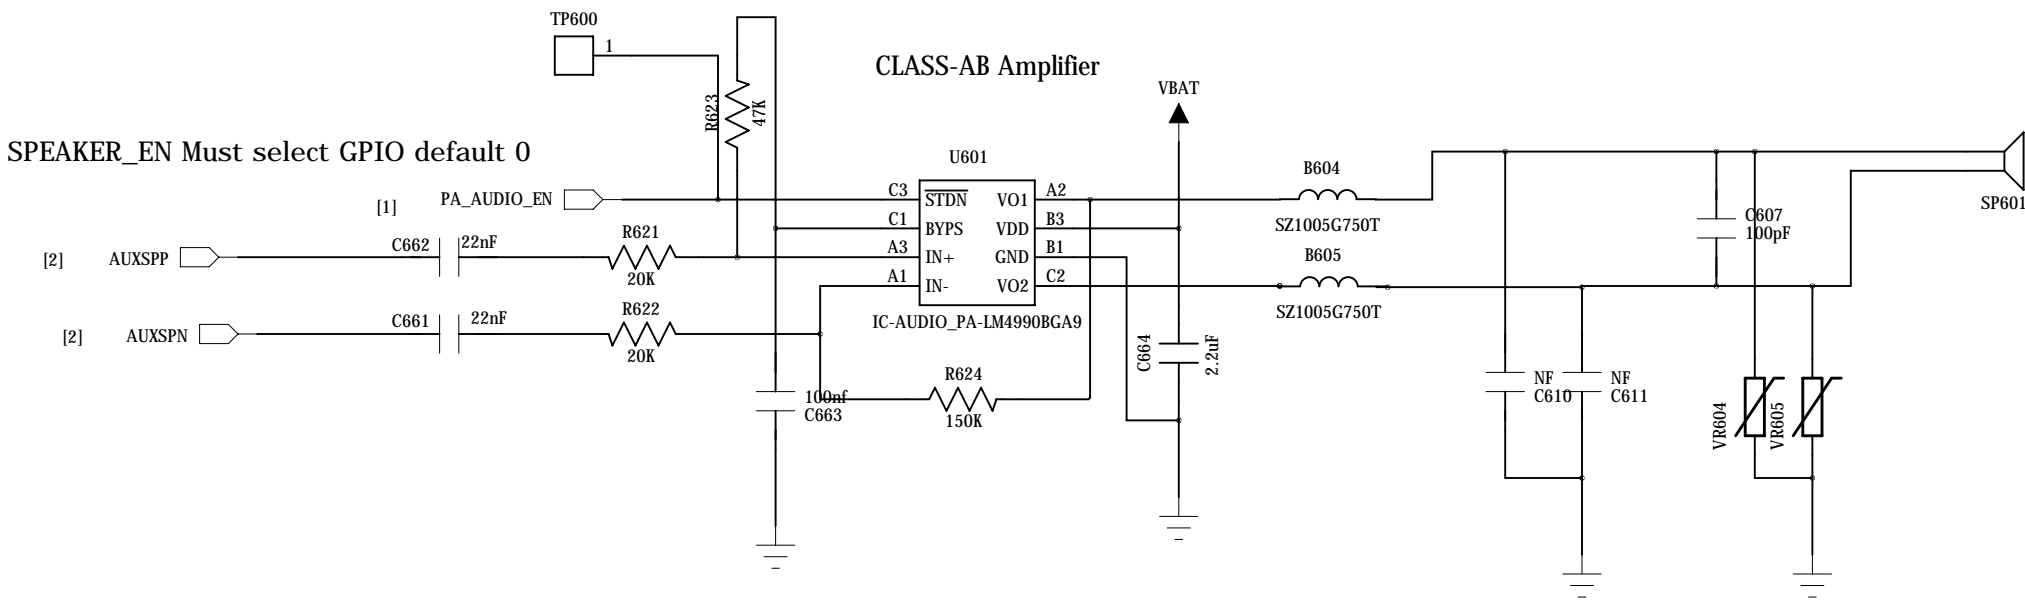 TP600
1
CLASS-AB Amplifier
VBAT
R623
47K
SPEAKER_EN Must select GPIO default 0
U601
B604
SZ1005G750T
SP601
[1]
PA_AUDIO_EN
C3
STDN
VO1
A2
C1
BYPS
VDD
B3
A3
IN+
GND
B1
A1
IN-
VO2
C2
IC-AUDIO_PA-LM4990BGA9
[2]
AUXSPP
C662
22nF
R621
20K
[2]
AUXSPN
C661
22nF
R622
20K
B605
SZ1005G750T
C607
100pF
C664
2.2uF
R624
150K
100nf
C663
NF
C610
NF
C611
VR604
VR605